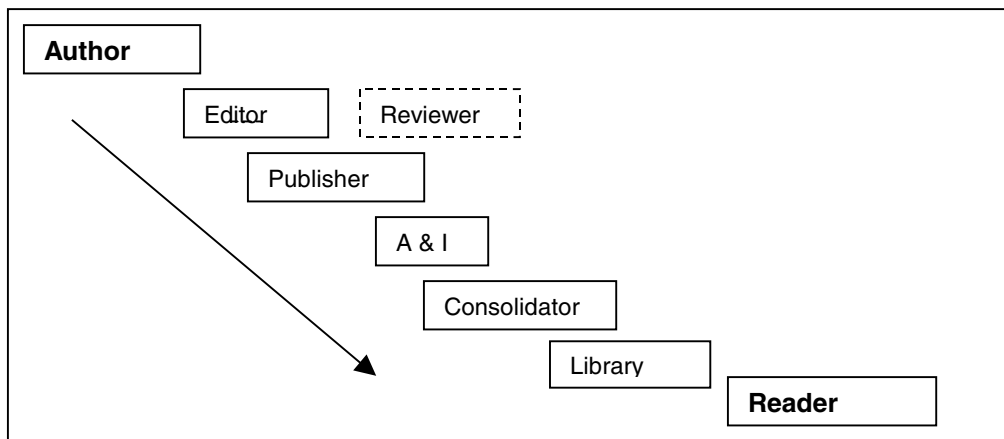 Author
Editor Reviewer
Publisher
A & I
Consolidator
Library
Reader